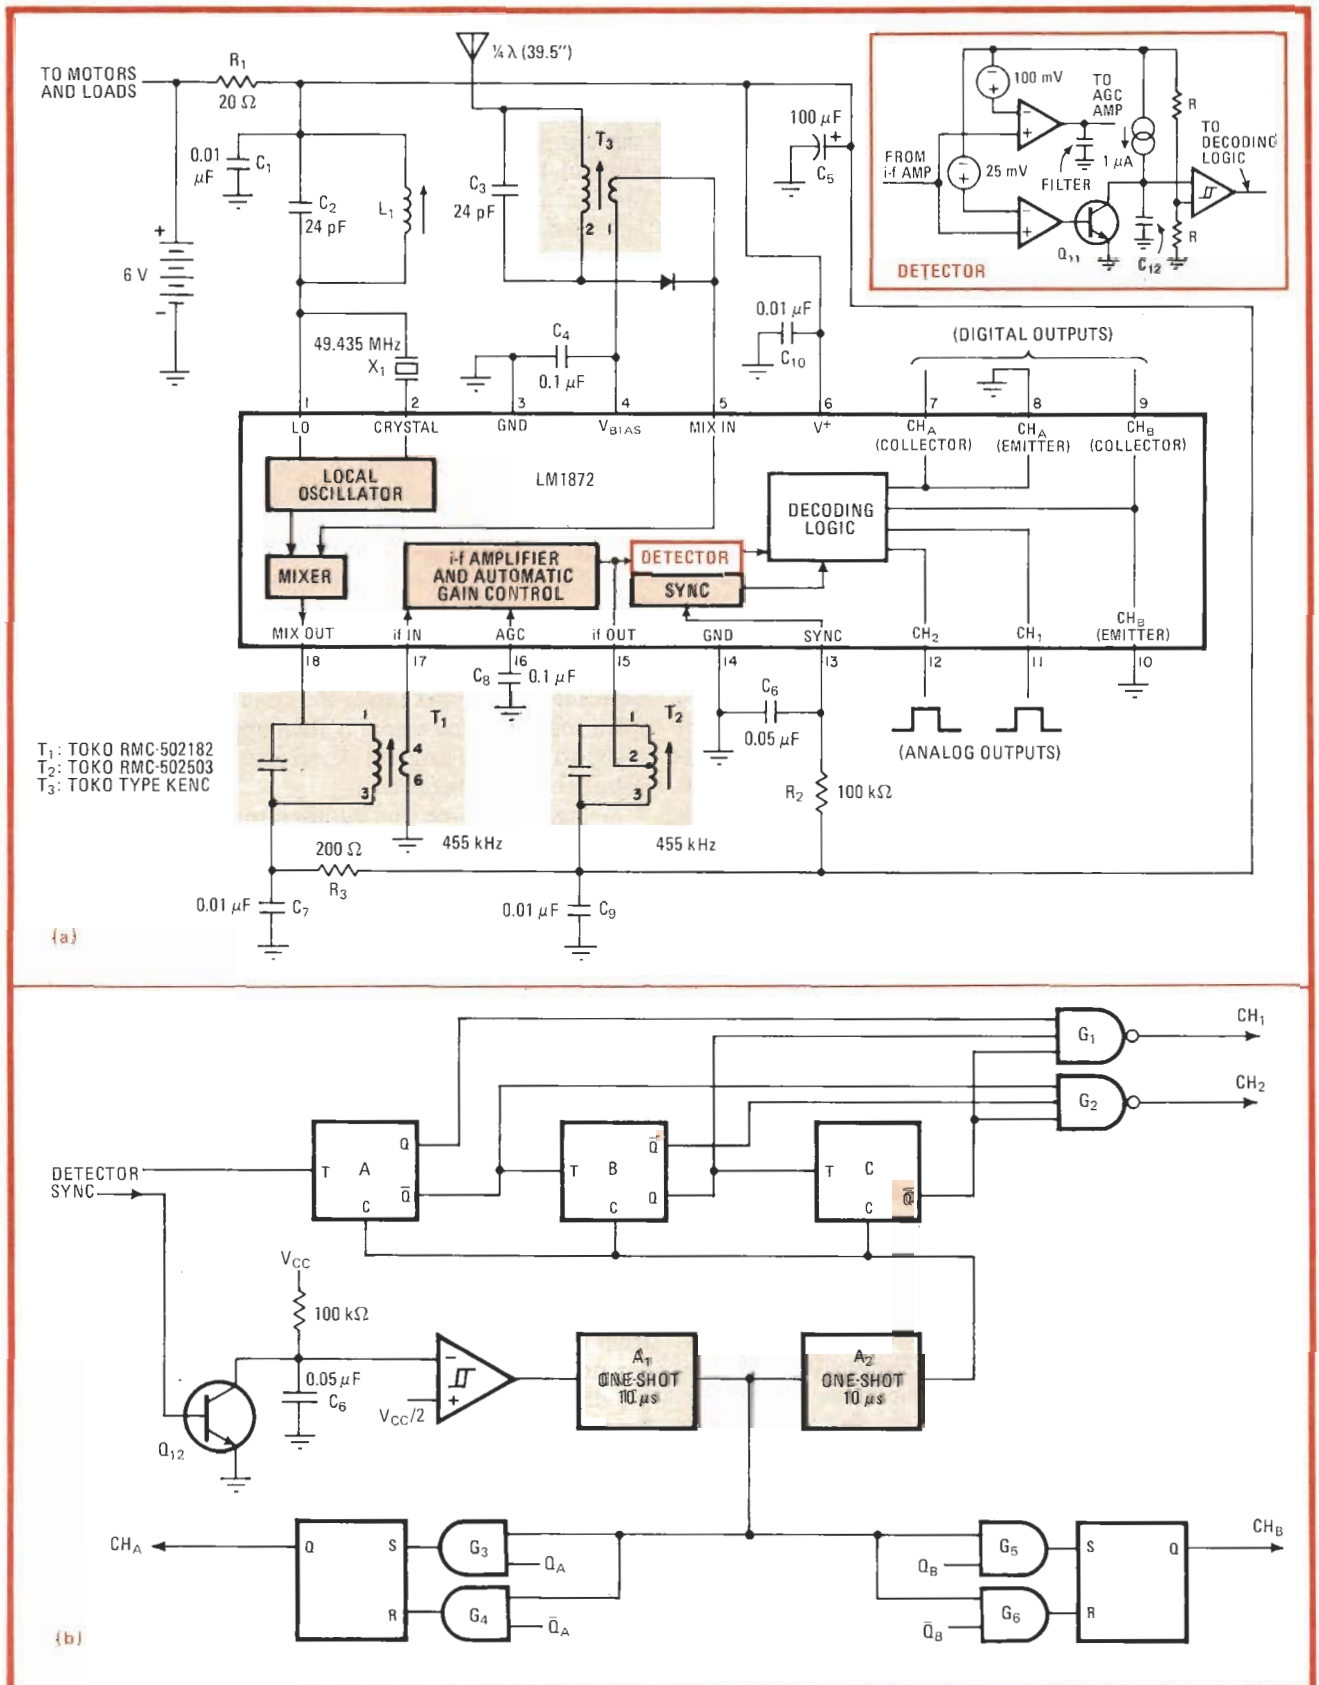 TO MOTORS
AND LOADS
R1
20 Ω
¼ λ (39.5")
0.01
μF
C1
C2
24 pF
L1
C3
24 pF
T3
2 1
100 μF
+
C5
+
6 V
-
49.435 MHz
X1
C4
0.1 μF
0.01 μF
C10
100 mV
TO
AGC
AMP
FROM
i-f AMP
25 mV
FILTER
1 μA
R
TO
DECODING
LOGIC
Q11
C12
R
DETECTOR
(DIGITAL OUTPUTS)
1 2 3 4 5 6 7 8 9
LO
CRYSTAL
GND
VBIAS
MIX IN
V+
CHA
(COLLECTOR)
CHA
(EMITTER)
CHB
(COLLECTOR)
LOCAL
OSCILLATOR
LM1872
MIXER
i-f AMPLIFIER
AND AUTOMATIC
GAIN CONTROL
DETECTOR
SYNC
DECODING
LOGIC
MIX OUT
if IN
AGC
if OUT
GND
SYNC
CH2
CH1
CHB
(EMITTER)
18 17 16 15 14 13 12 11 10
C8
0.1 μF
C6
0.05 μF
(ANALOG OUTPUTS)
T1: TOKO RMC-502182
T2: TOKO RMC-502503
T3: TOKO TYPE KENC
1
3
T1
4
6
455 kHz
1
2
3
T2
455 kHz
R2
100 kΩ
200 Ω
R3
0.01 μF
C7
0.01 μF
C9
(a)
G1
CH1
G2
CH2
DETECTOR
SYNC
T A Q
Q̅
C
T B Q̅
Q
C
T C
Q̅
C
VCC
100 kΩ
0.05 μF
C6
Q12
-
+
VCC/2
A1
ONE-SHOT
10 μs
A2
ONE-SHOT
10 μs
CHA
Q S
R
G3
QA
G4
Q̅A
G5
QB
G6
Q̅B
S Q
R
CHB
(b)